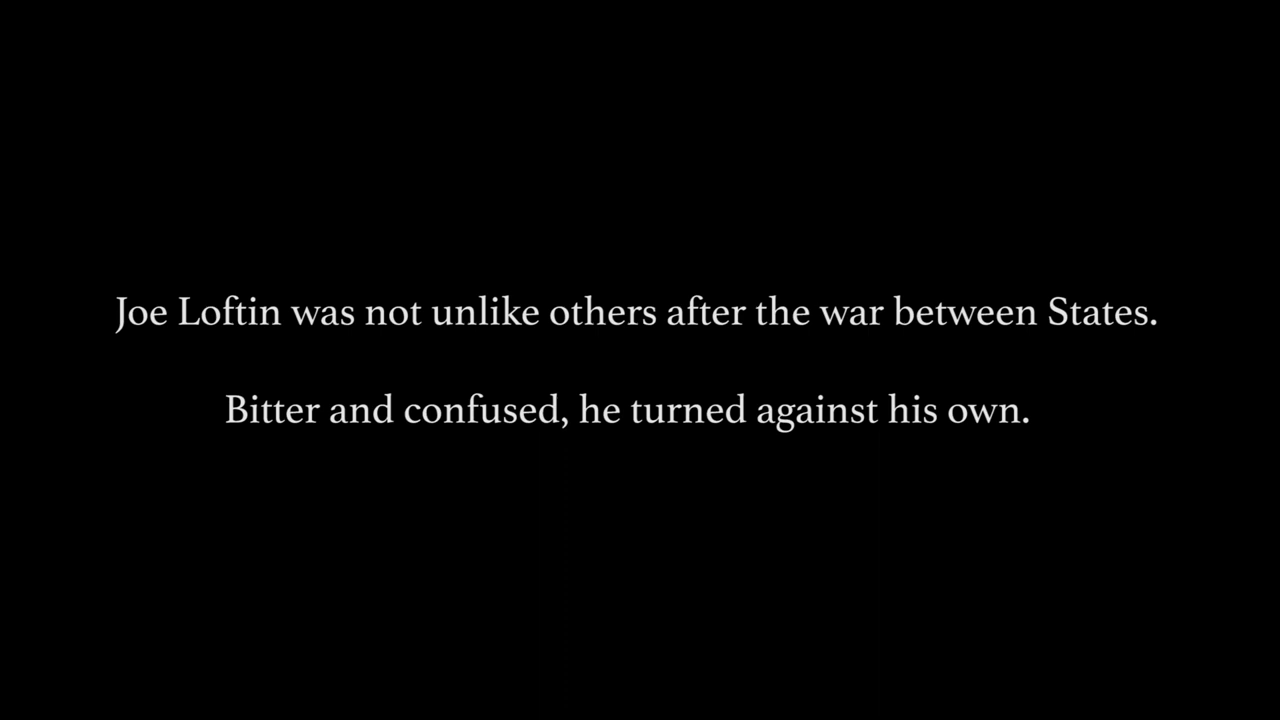 Joe Loftin was not unlike others after the war between States.
Bitter and confused, he turned against his own.